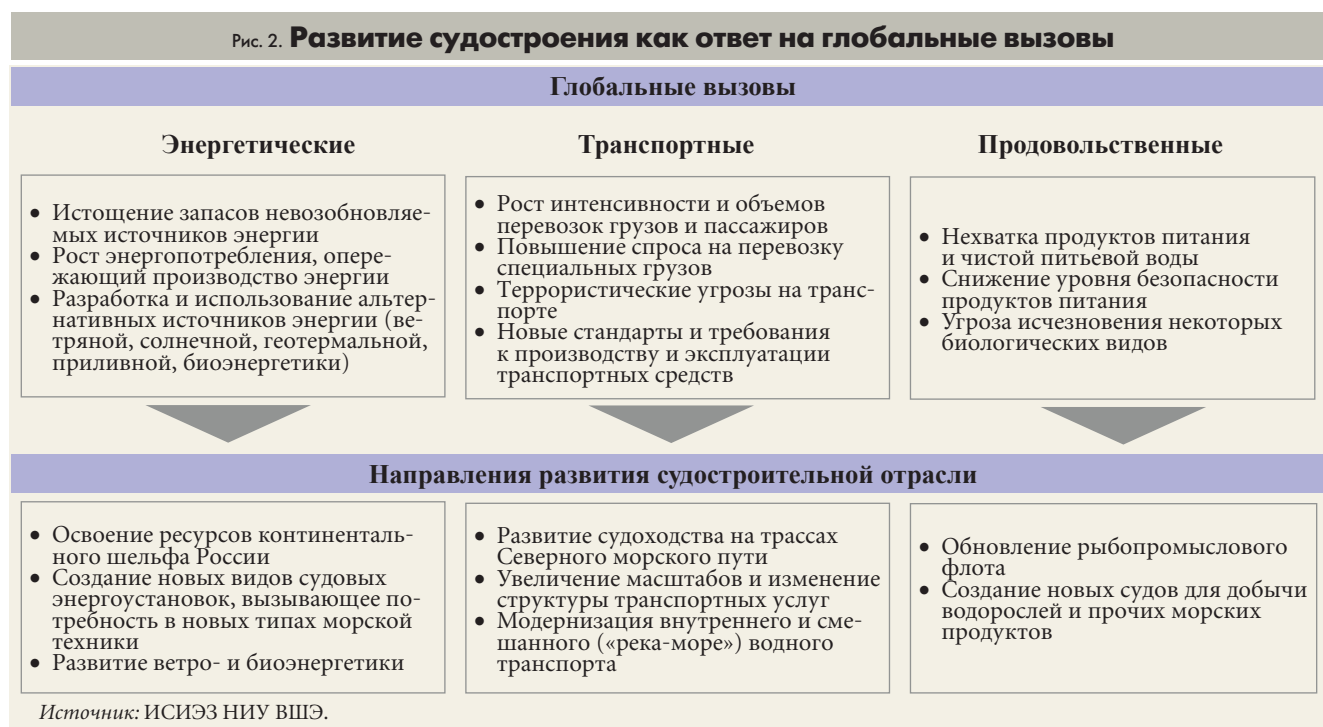 Рис. 2. Развитие судостроения как ответ на глобальные вызовы
Глобальные вызовы
Энергетические
• Истощение запасов невозобновляе-
мых источников энергии
• Рост энергопотребления, опере-
жающий производство энергии
• Разработка и использование альтер-
нативных источников энергии (ве-
тряной, солнечной, геотермальной,
приливной, биоэнергетики)
Транспортные
• Рост интенсивности и объемов
перевозок грузов и пассажиров
• Повышение спроса на перевозку
специальных грузов
• Террористические угрозы на транс-
порте
• Новые стандарты и требования
к производству и эксплуатации
транспортных средств
Продовольственные
• Нехватка продуктов питания
и чистой питьевой воды
• Снижение уровня безопасности
продуктов питания
• Угроза исчезновения некоторых
биологических видов
Направления развития судостроительной отрасли
• Освоение ресурсов континенталь-
ного шельфа России
• Создание новых видов судовых
энергоустановок, вызывающее по-
требность в новых типах морской
техники
• Развитие ветро- и биоэнергетики
• Развитие судоходства на трассах
Северного морского пути
• Увеличение масштабов и изменение
структуры транспортных услуг
• Модернизация внутреннего и сме-
шанного («река-море») водного
транспорта
• Обновление рыбопромыслового
флота
• Создание новых судов для добычи
водорослей и прочих морских
продуктов
Источник: ИСИЭЗ НИУ ВШЭ.